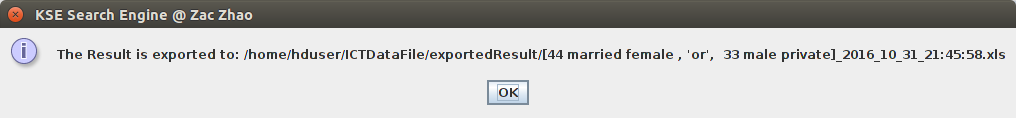 KSE Search Engine @ Zac Zhao
The Result is exported to: /home/hduser/ICTDataFile/exportedResult/[44 married female , 'or',  33 male private]_2016_10_31_21:45:58.xls
OK